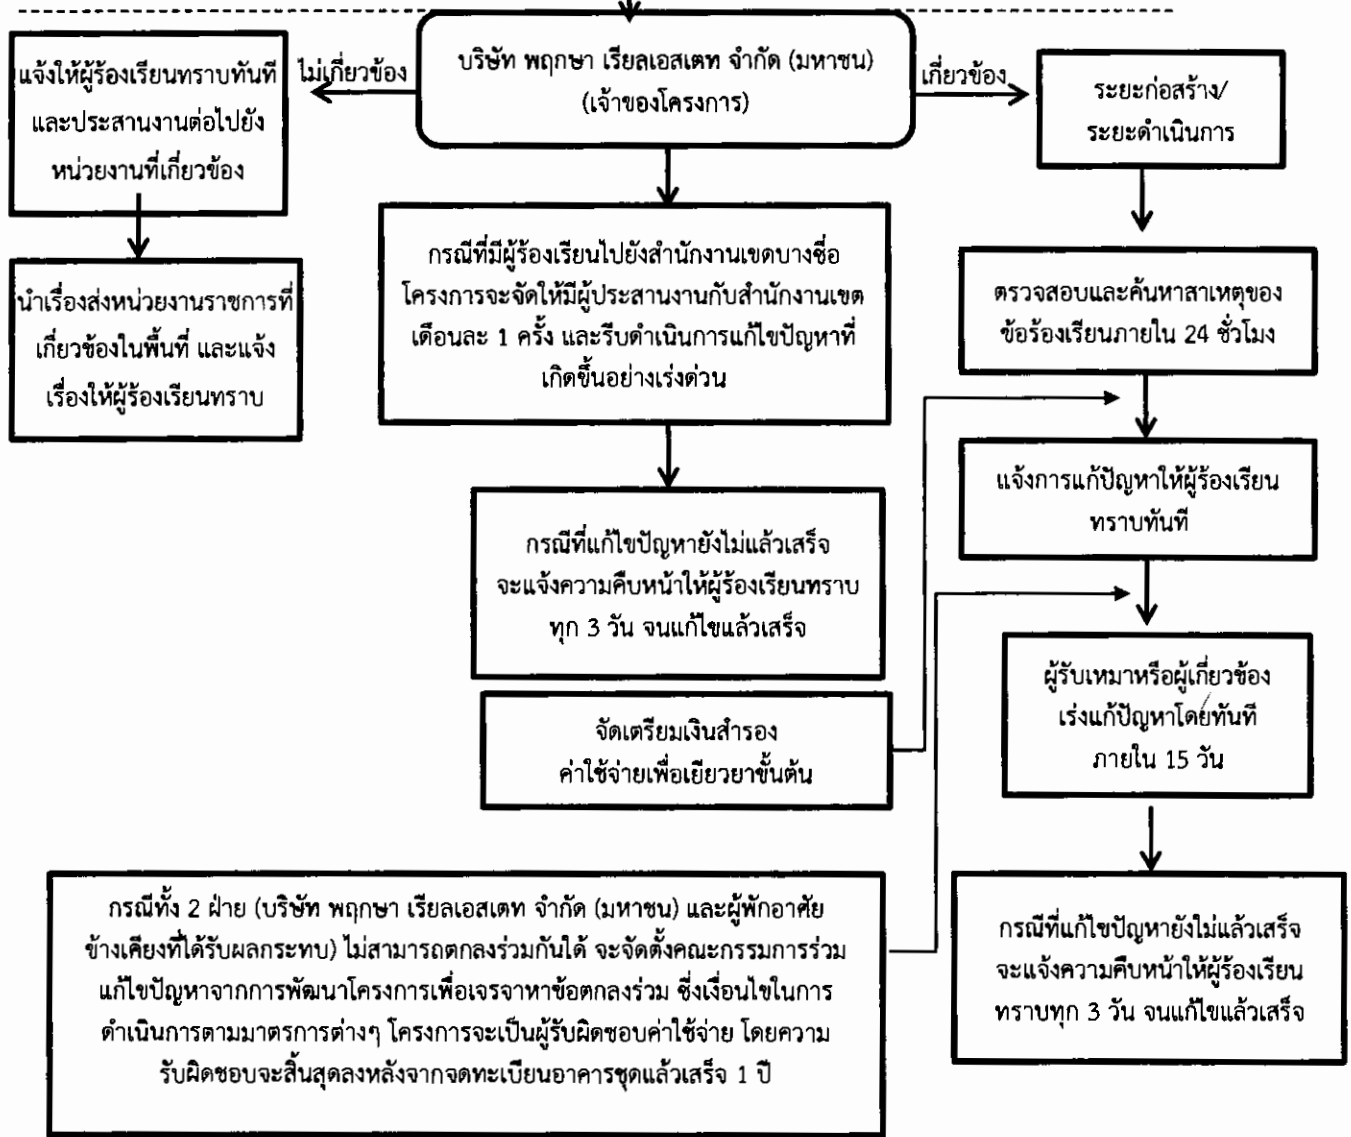 บริษัท พฤกษา เรียลเอสเตท จำกัด (มหาชน)
(เจ้าของโครงการ)
ไม่เกี่ยวข้อง
เกี่ยวข้อง
แจ้งให้ผู้ร้องเรียนทราบทันที
และประสานงานต่อไปยัง
หน่วยงานที่เกี่ยวข้อง
นำเรื่องส่งหน่วยงานราชการที่
เกี่ยวข้องในพื้นที่ และแจ้ง
เรื่องให้ผู้ร้องเรียนทราบ
กรณีที่มีผู้ร้องเรียนไปยังสำนักงานเขตบางซื่อ
โครงการจะจัดให้มีผู้ประสานงานกับสำนักงานเขต
เดือนละ 1 ครั้ง และรีบดำเนินการแก้ไขปัญหาที่
เกิดขึ้นอย่างเร่งด่วน
กรณีที่แก้ไขปัญหายังไม่แล้วเสร็จ
จะแจ้งความคืบหน้าให้ผู้ร้องเรียนทราบ
ทุก 3 วัน จนแก้ไขแล้วเสร็จ
จัดเตรียมเงินสำรอง
ค่าใช้จ่ายเพื่อเยียวยาขั้นต้น
กรณีทั้ง 2 ฝ่าย (บริษัท พฤกษา เรียลเอสเตท จำกัด (มหาชน) และผู้พักอาศัย
ข้างเคียงที่ได้รับผลกระทบ) ไม่สามารถตกลงร่วมกันได้ จะจัดตั้งคณะกรรมการร่วม
แก้ไขปัญหาจากการพัฒนาโครงการเพื่อเจรจาหาข้อตกลงร่วม ซึ่งเงื่อนไขในการ
ดำเนินการตามมาตรการต่างๆ โครงการจะเป็นผู้รับผิดชอบค่าใช้จ่าย โดยความ
รับผิดชอบจะสิ้นสุดลงหลังจากจดทะเบียนอาคารชุดแล้วเสร็จ 1 ปี
ระยะก่อสร้าง/
ระยะดำเนินการ
ตรวจสอบและค้นหาสาเหตุของ
ข้อร้องเรียนภายใน 24 ชั่วโมง
แจ้งการแก้ปัญหาให้ผู้ร้องเรียน
ทราบทันที
ผู้รับเหมาหรือผู้เกี่ยวข้อง
เร่งแก้ปัญหาโดยทันที
ภายใน 15 วัน
กรณีที่แก้ไขปัญหายังไม่แล้วเสร็จ
จะแจ้งความคืบหน้าให้ผู้ร้องเรียน
ทราบทุก 3 วัน จนแก้ไขแล้วเสร็จ